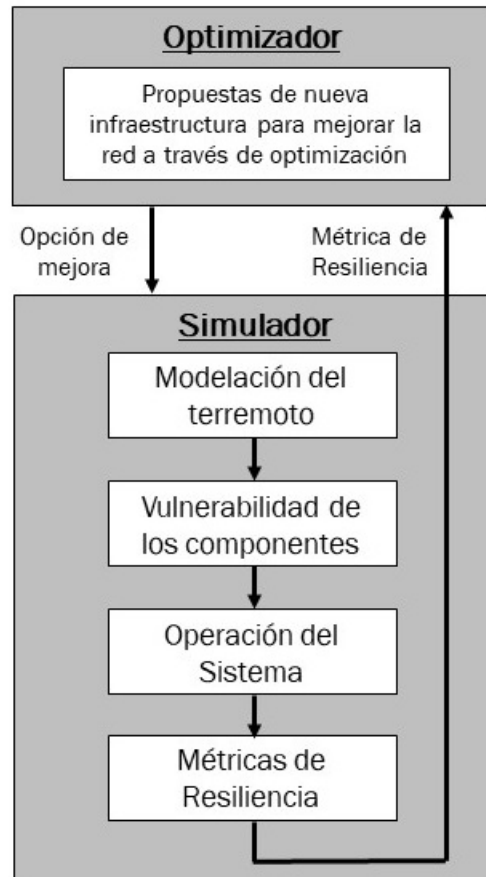 Optimizador
Propuestas de nueva
infraestructura para mejorar la
red a través de optimización
Opción de
mejora
Métrica de
Resiliencia
Simulador
Modelación del
terremoto
Vulnerabilidad de
los componentes
Operación del
Sistema
Métricas de
Resiliencia